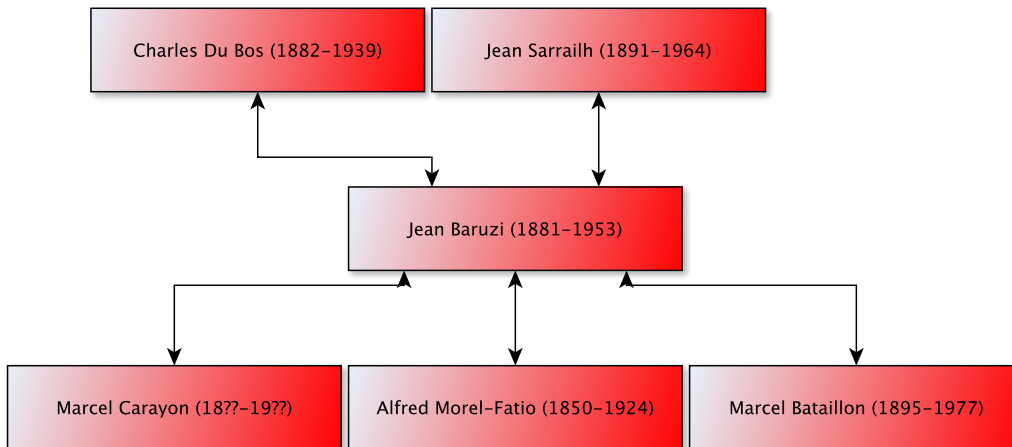 Charles Du Bos (1882-1939)
Jean Sarrailh (1891-1964)
Jean Baruzi (1881-1953)
Marcel Carayon (18??-19??)
Alfred Morel-Fatio (1850-1924)
Marcel Bataillon (1895-1977)